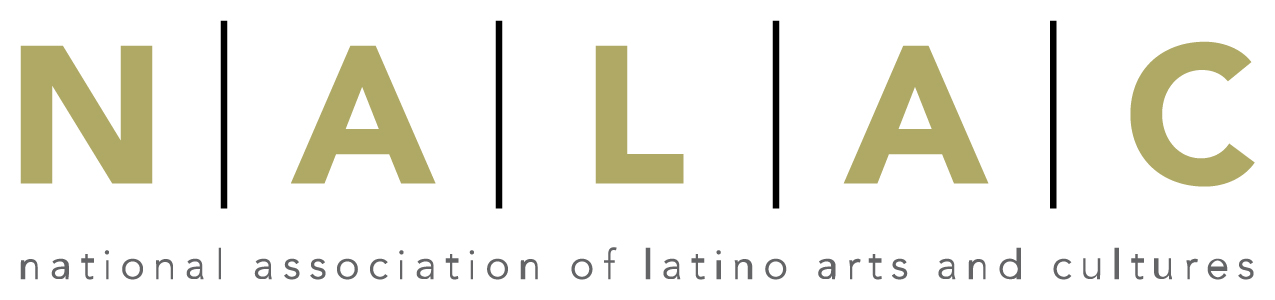 N|A|L|A|C
national association of latino arts and cultures